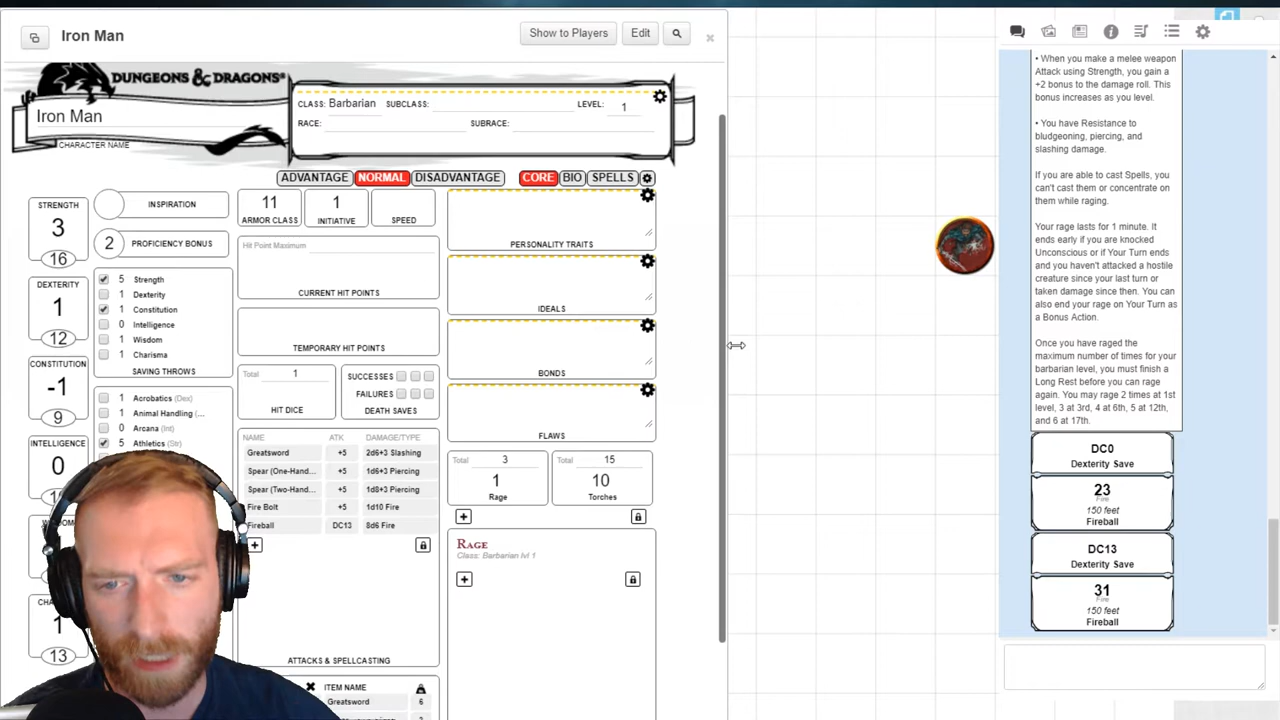 Iron Man
Show to Players
Edit
DUNGEONS & DRAGONS®
CLASS: Barbarian SUBCLASS: LEVEL: 1
RACE: SUBRACE:
Iron Man
CHARACTER NAME
ADVANTAGE NORMAL DISADVANTAGE
CORE BIO SPELLS
STRENGTH
3
16
DEXTERITY
1
12
CONSTITUTION
-1
9
INTELLIGENCE
0
1
13
INSPIRATION
2 PROFICIENCY BONUS
5 Strength
1 Dexterity
1 Constitution
0 Intelligence
1 Wisdom
1 Charisma
SAVING THROWS
1 Acrobatics (Dex)
1 Animal Handling (...
0 Arcana (Int)
5 Athletics (Str)
11
ARMOR CLASS
1
INITIATIVE
SPEED
Hit Point Maximum
CURRENT HIT POINTS
TEMPORARY HIT POINTS
Total 1
HIT DICE
SUCCESSES
FAILURES
DEATH SAVES
NAME ATK DAMAGE/TYPE
Greatsword +5 2d6+3 Slashing
Spear (One-Hand... +5 1d6+3 Piercing
Spear (Two-Hand... +5 1d8+3 Piercing
Fire Bolt +5 1d10 Fire
Fireball DC13 8d6 Fire
ATTACKS & SPELLCASTING
ITEM NAME
Greatsword 6
PERSONALITY TRAITS
IDEALS
BONDS
FLAWS
Total 3
1
Rage
Total 15
10
Torches
RAGE
Class: Barbarian lvl 1
• When you make a melee weapon
Attack using Strength, you gain a
+2 bonus to the damage roll. This
bonus increases as you level.
• You have Resistance to
bludgeoning, piercing, and
slashing damage.
If you are able to cast Spells, you
can't cast them or concentrate on
them while raging.
Your rage lasts for 1 minute. It
ends early if you are knocked
Unconscious or if Your Turn ends
and you haven't attacked a hostile
creature since your last turn or
taken damage since then. You can
also end your rage on Your Turn as
a Bonus Action.
Once you have raged the
maximum number of times for your
barbarian level, you must finish a
Long Rest before you can rage
again. You may rage 2 times at 1st
level, 3 at 3rd, 4 at 6th, 5 at 12th,
and 6 at 17th.
DC0
Dexterity Save
23
Fire
150 feet
Fireball
DC13
Dexterity Save
31
Fire
150 feet
Fireball